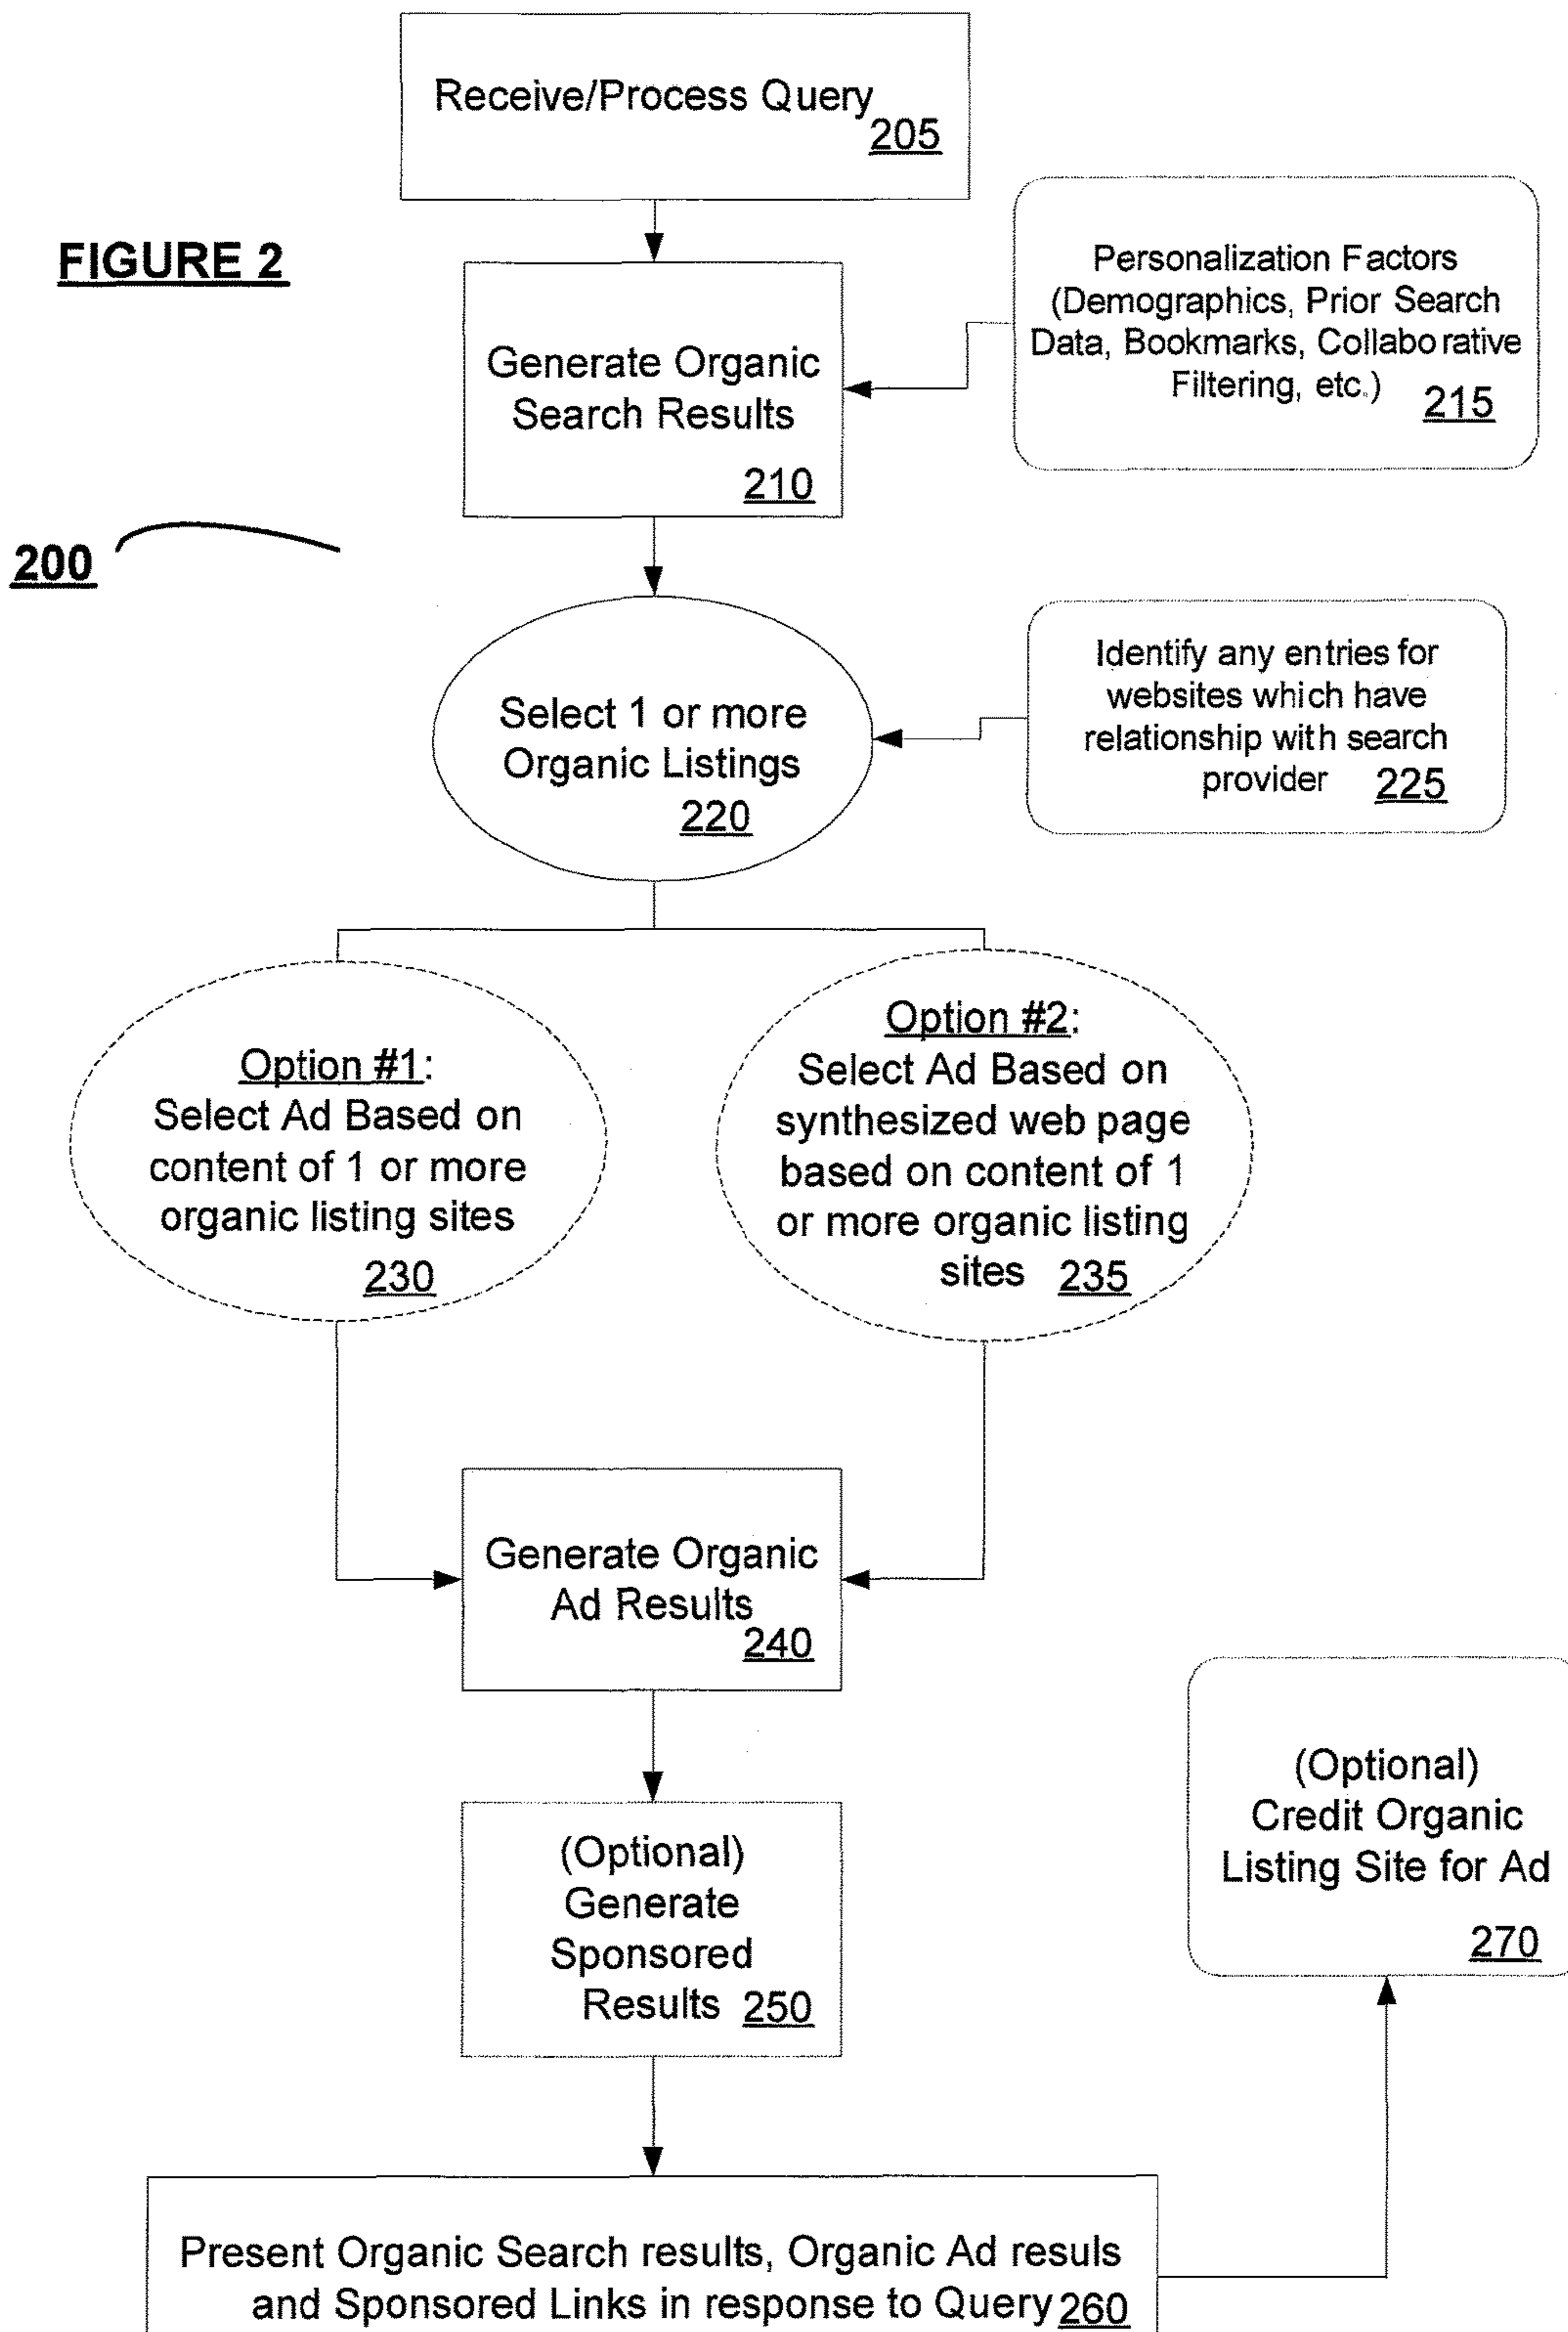 Receive/Process Query
205
FIGURE 2
Personalization Factors
(Demographics, Prior Search
Data, Bookmarks, Collaborative
Filtering, etc.) 215
Generate Organic
Search Results
210
200
Select 1 or more
Organic Listings
220
Identify any entries for
websites which have
relationship with search
provider 225
Option #1:
Select Ad Based on
content of 1 or more
organic listing sites
230
Option #2:
Select Ad Based on
synthesized web page
based on content of 1
or more organic listing
sites 235
Generate Organic
Ad Results
240
(Optional)
Generate
Sponsored
Results 250
(Optional)
Credit Organic
Listing Site for Ad
270
Present Organic Search results, Organic Ad resuls
and Sponsored Links in response to Query 260